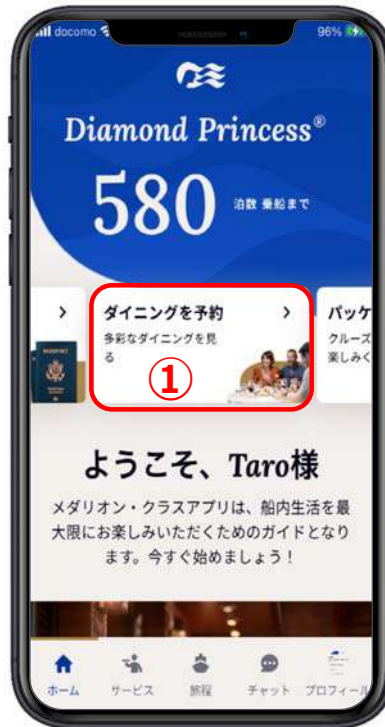 docomo
96%
Diamond Princess®
580 泊数 乗船まで
ダイニングを予約
多彩なダイニングを見
る
①
パッケ
クルーズ
楽しみく
PASSPORT
ようこそ、Taro様
メダリオン・クラスアプリは、船内生活を最
大限にお楽しみいただくためのガイドとなり
ます。今すぐ始めましょう！
ホーム
サービス
旅程
チャット
プロフィール